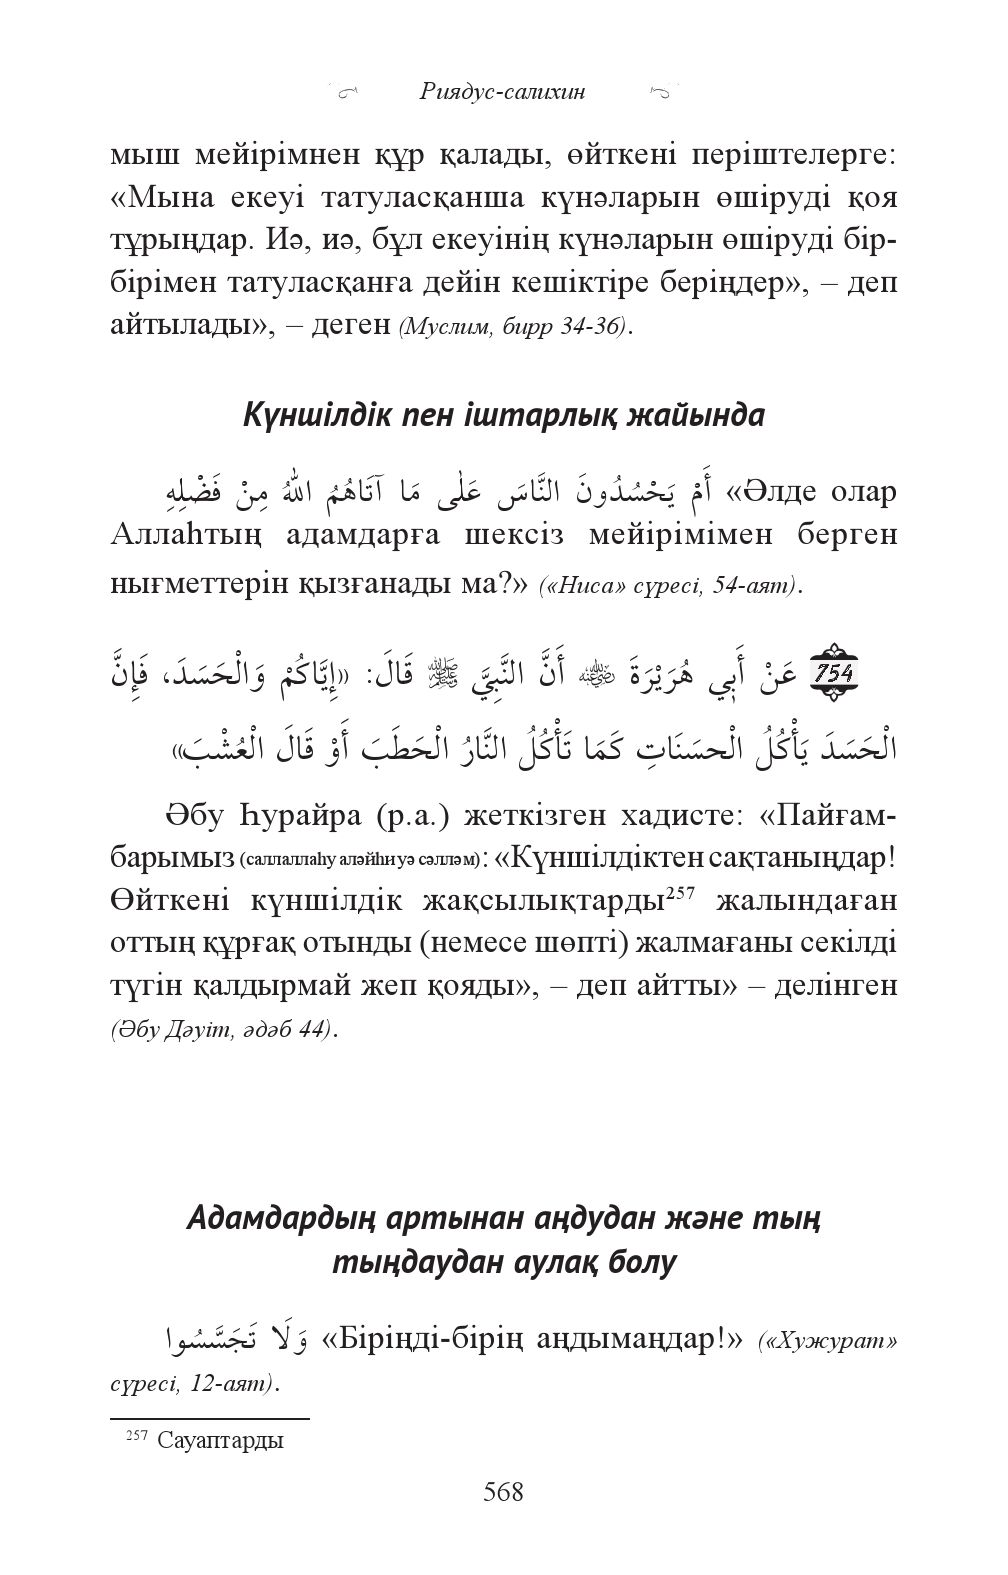 Риядус-салихин
мыш мейірімнен құр қалады, өйткені періштелерге:
«Мына екеуі татуласқанша күнәларын өшіруді қоя
тұрыңдар. Иә, иә, бұл екеуінің күнәларын өшіруді бір-
бірімен татуласқанға дейін кешіктіре беріңдер», – деп
айтылады», – деген (Муслим, бирр 34-36).
Күншілдік пен іштарлық жайында
أَمْ يَحْسُدُونَ النَّاسَ عَلٰى مَا آتَاهُمُ اللهُ مِنْ فَضْلِهِ «Әлде олар
Аллаһтың адамдарға шексіз мейірімімен берген
нығметтерін қызғанады ма?» («Ниса» сүресі, 54-аят).
754 عَنْ أَبِي هُرَيْرَةَ ﷺ أَنَّ النَّبِيَّ ﷺ قَالَ: «إِيَّاكُمْ وَالْحَسَدَ، فَإِنَّ
الْحَسَدَ يَأْكُلُ الْحسَنَاتِ كَمَا تَأْكُلُ النَّارُ الْحَطَبَ أَوْ قَالَ الْعُشْبَ»
Әбу Һурайра (р.а.) жеткізген хадисте: «Пайғам-
барымыз (саллаллаһу аләйһи уә сәлләм): «Күншілдіктен сақтаныңдар!
Өйткені күншілдік жақсылықтарды257 жалындаған
оттың құрғақ отынды (немесе шөпті) жалмағаны секілді
түгін қалдырмай жеп қояды», – деп айтты» – делінген
(Әбу Дәуіт, әдәб 44).
Адамдардың артынан аңдудан және тың
тыңдаудан аулақ болу
وَلَا تَجَسَّسُوا «Біріңді-бірің аңдымаңдар!» («Хужурат»
сүресі, 12-аят).
257 Сауаптарды
568